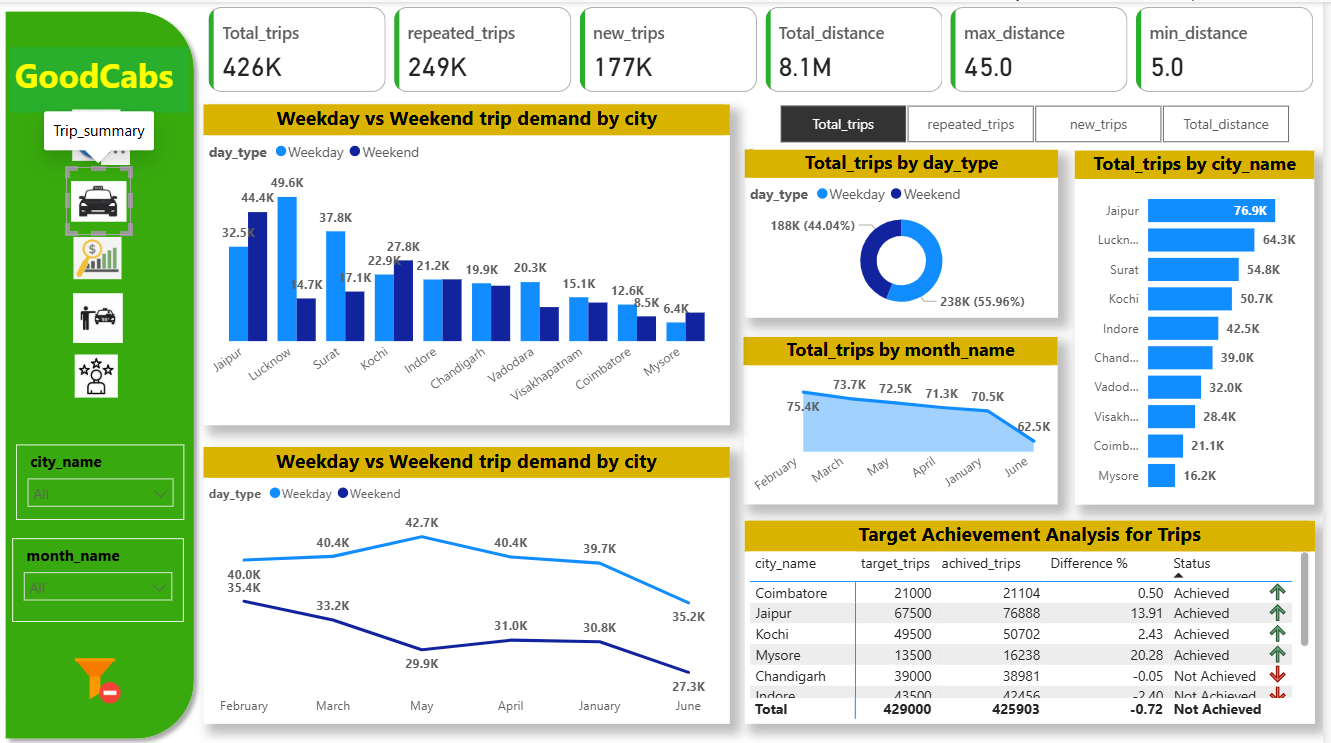 GoodCabs
Trip_summary
city_name
All
month_name
All
Total_trips
426K
repeated_trips
249K
new_trips
177K
Total_distance
8.1M
max_distance
45.0
min_distance
5.0
Weekday vs Weekend trip demand by city
day_type Weekday Weekend
49.6K
44.4K
37.8K
32.5K
27.8K
22.9K
21.2K
19.9K
20.3K
14.7K
17.1K
15.1K
12.6K
8.5K
6.4K
Jaipur
Lucknow
Surat
Kochi
Indore
Chandigarh
Vadodara
Visakhapatnam
Coimbatore
Mysore
Weekday vs Weekend trip demand by city
day_type Weekday Weekend
40.0K
40.4K
42.7K
40.4K
39.7K
35.2K
35.4K
33.2K
29.9K
31.0K
30.8K
27.3K
February March May April January June
Total_trips repeated_trips new_trips Total_distance
Total_trips by day_type
day_type Weekday Weekend
188K (44.04%)
238K (55.96%)
Total_trips by month_name
75.4K
73.7K
72.5K
71.3K
70.5K
62.5K
February
March
May
April
January
June
Total_trips by city_name
Jaipur 76.9K
Luckn... 64.3K
Surat 54.8K
Kochi 50.7K
Indore 42.5K
Chand... 39.0K
Vadod... 32.0K
Visakh... 28.4K
Coimb... 21.1K
Mysore 16.2K
Target Achievement Analysis for Trips
city_name target_trips achived_trips Difference % Status
Coimbatore 21000 21104 0.50 Achieved
Jaipur 67500 76888 13.91 Achieved
Kochi 49500 50702 2.43 Achieved
Mysore 13500 16238 20.28 Achieved
Chandigarh 39000 38981 -0.05 Not Achieved
Indore 43500 42456 -2.40 Not Achieved
Total 429000 425903 -0.72 Not Achieved